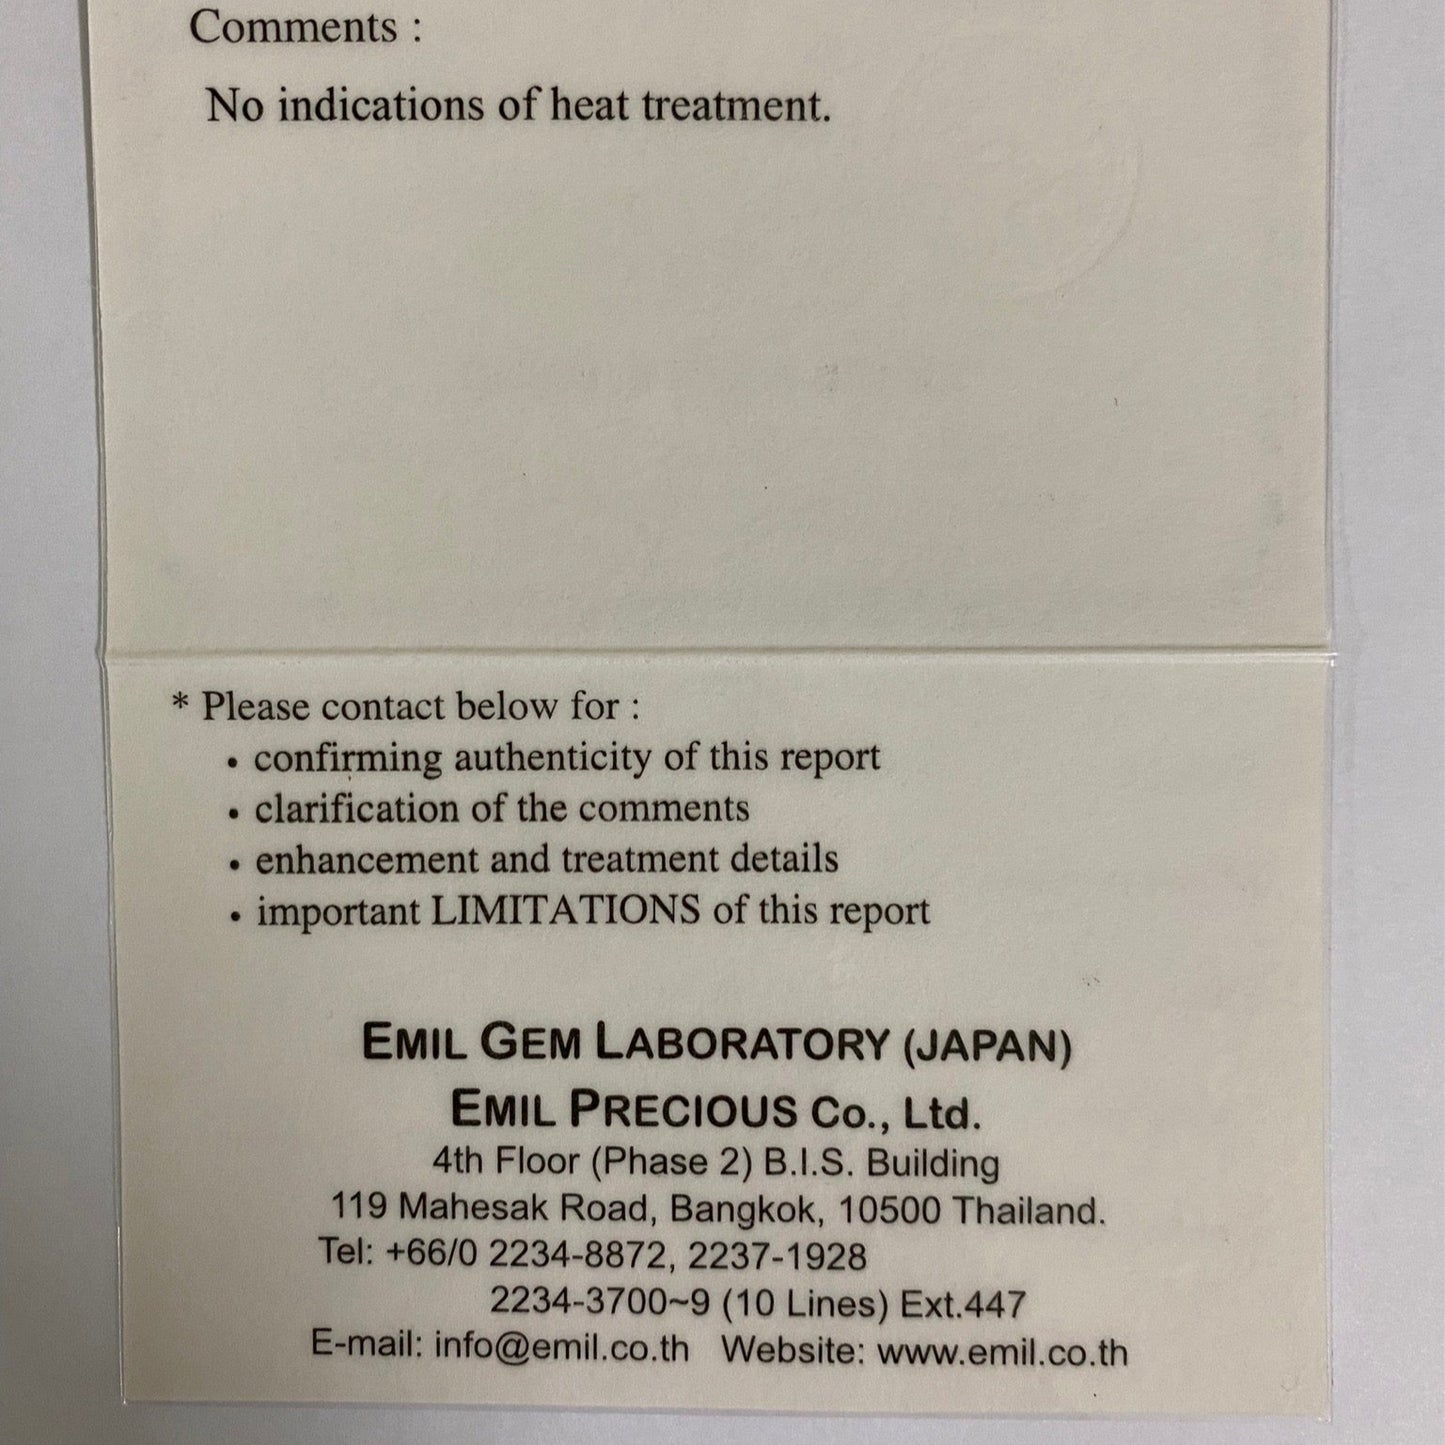 Comments :
No indications of heat treatment.
* Please contact below for :
• confirming authenticity of this report
• clarification of the comments
• enhancement and treatment details
• important LIMITATIONS of this report
EMIL GEM LABORATORY (JAPAN)
EMIL PRECIOUS Co., Ltd.
4th Floor (Phase 2) B.I.S. Building
119 Mahesak Road, Bangkok, 10500 Thailand.
Tel: +66/0 2234-8872, 2237-1928
2234-3700~9 (10 Lines) Ext.447
E-mail: info@emil.co.th Website: www.emil.co.th